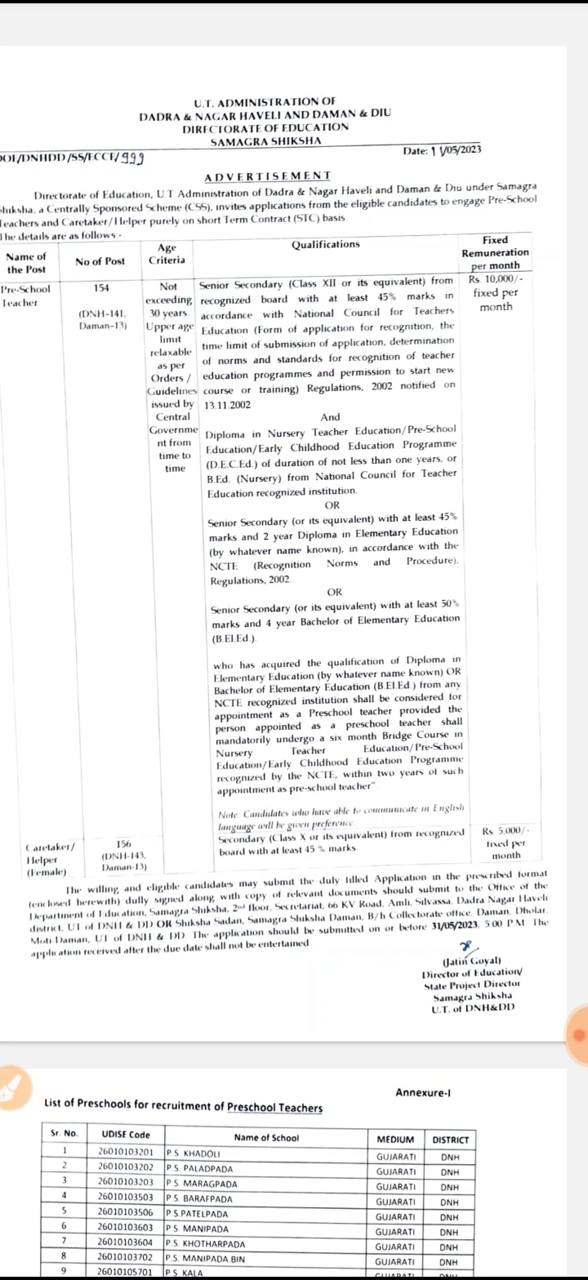 U.T. ADMINISTRATION OF
DADRA & NAGAR HAVELI AND DAMAN & DIU
DIRECTORATE OF EDUCATION
SAMAGRA SHIKSHA
DOI/DNHDD/SS/ECCE/999
Date: 11/05/2023
ADVERTISEMENT
Directorate of Education, U.T Administration of Dadra & Nagar Haveli and Daman & Diu under Samagra
Shiksha, a Centrally Sponsored Scheme (CSS), invites applications from the eligible candidates to engage Pre-School
Teachers and Caretaker/Helper purely on short Term Contract (STC) basis.
The details are as follows:-
Name of the Post
No of Post
Age Criteria
Qualifications
Fixed Remuneration per month
Pre-School
Teacher
154
(DNH-141,
Daman-13)
Not
exceeding
30 years.
Upper age
limit
relaxable
as per
Orders /
Guidelines
issued by
Central
Governme
nt from
time to
time
Senior Secondary (Class XII or its equivalent) from
recognized board with at least 45% marks in
accordance with National Council for Teachers
Education (Form of application for recognition, the
time limit of submission of application, determination
of norms and standards for recognition of teacher
education programmes and permission to start new
course or training) Regulations, 2002 notified on
13.11.2002
And
Diploma in Nursery Teacher Education/Pre-School
Education/Early Childhood Education Programme
(D.E.C.Ed.) of duration of not less than one years, or
B.Ed. (Nursery) from National Council for Teacher
Education recognized institution.
OR
Senior Secondary (or its equivalent) with at least 45%
marks and 2 year Diploma in Elementary Education
(by whatever name known), in accordance with the
NCTE (Recognition Norms and Procedure),
Regulations, 2002.
OR
Senior Secondary (or its equivalent) with at least 50%
marks and 4 year Bachelor of Elementary Education
(B.El.Ed.).
who has acquired the qualification of Diploma in
Elementary Education (by whatever name known) OR
Bachelor of Elementary Education (B.El.Ed.) from any
NCTE recognized institution shall be considered for
appointment as a Preschool teacher provided the
person appointed as a preschool teacher shall
mandatorily undergo a six month Bridge Course in
Nursery Teacher Education/Pre-School
Education/Early Childhood Education Programme
recognized by the NCTE, within two years of such
appointment as pre-school teacher"
Note: Candidates who have able to communicate in English
language will be given preference
Rs 10,000/-
fixed per
month
Caretaker/
Helper
(Female)
156
(DNH-143,
Daman-13)
Secondary (Class X or its equivalent) from recognized
board with at least 45 % marks
Rs 5,000/-
fixed per
month
The willing and eligible candidates may submit the duly filled Application in the prescribed format
(enclosed herewith) dully signed along with copy of relevant documents should submit to the Office of the
Department of Education, Samagra Shiksha, 2nd floor, Secretariat, 66 KV Road, Amli, Silvassa, Dadra Nagar Haveli
district, UT of DNH & DD OR Shiksha Sadan, Samagra Shiksha Daman, B/h Collectorate office, Daman, Dholar,
Moti-Daman, UT of DNH & DD The application should be submitted on or before 31/05/2023, 5:00 P.M. The
application received after the due date shall not be entertained
(Jatin Goyal)
Director of Education/
State Project Director
Samagra Shiksha
U.T. of DNH&DD
Annexure-I
List of Preschools for recruitment of Preschool Teachers
Sr. No. UDISE Code Name of School MEDIUM DISTRICT
1 26010103201 P.S. KHADOLI GUJARATI DNH
2 26010103202 P.S. PALADPADA GUJARATI DNH
3 26010103203 P.S. MARAGPADA GUJARATI DNH
4 26010103503 P.S. BARAFPADA GUJARATI DNH
5 26010103506 P.S.PATELPADA GUJARATI DNH
6 26010103603 P.S. MANIPADA GUJARATI DNH
7 26010103604 P.S. KHOTHARPADA GUJARATI DNH
8 26010103702 P.S. MANIPADA BIN GUJARATI DNH
9 26010105701 P.S. KALA GUJARATI DNH